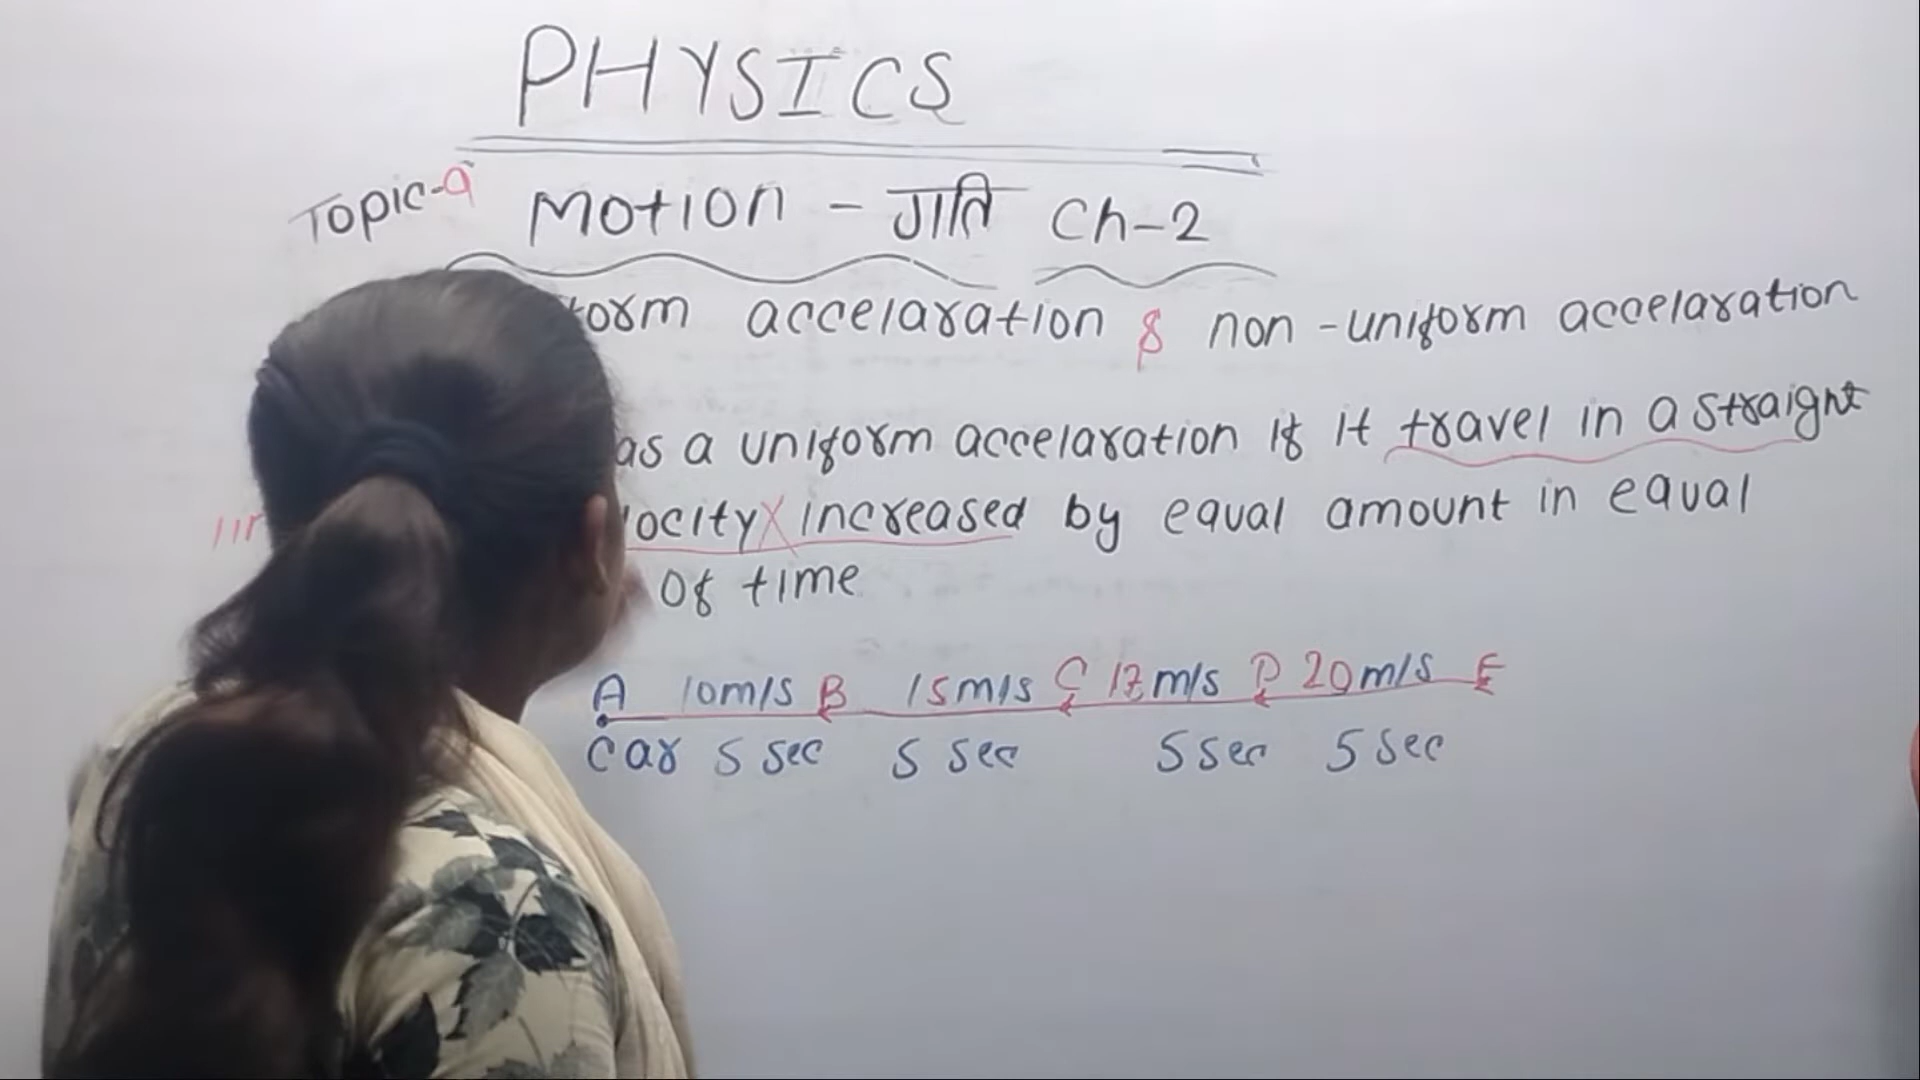 PHYSICS
Topic-9 Motion - गति Ch-2
form accelaration & non-uniform accelaration
as a uniform accelaration if it travel in a straight
locity increased by equal amount in equal
of time
A 10m/s B 15m/s C 17m/s D 20m/s E
car 5 sec 5 sec 5 sec 5 sec